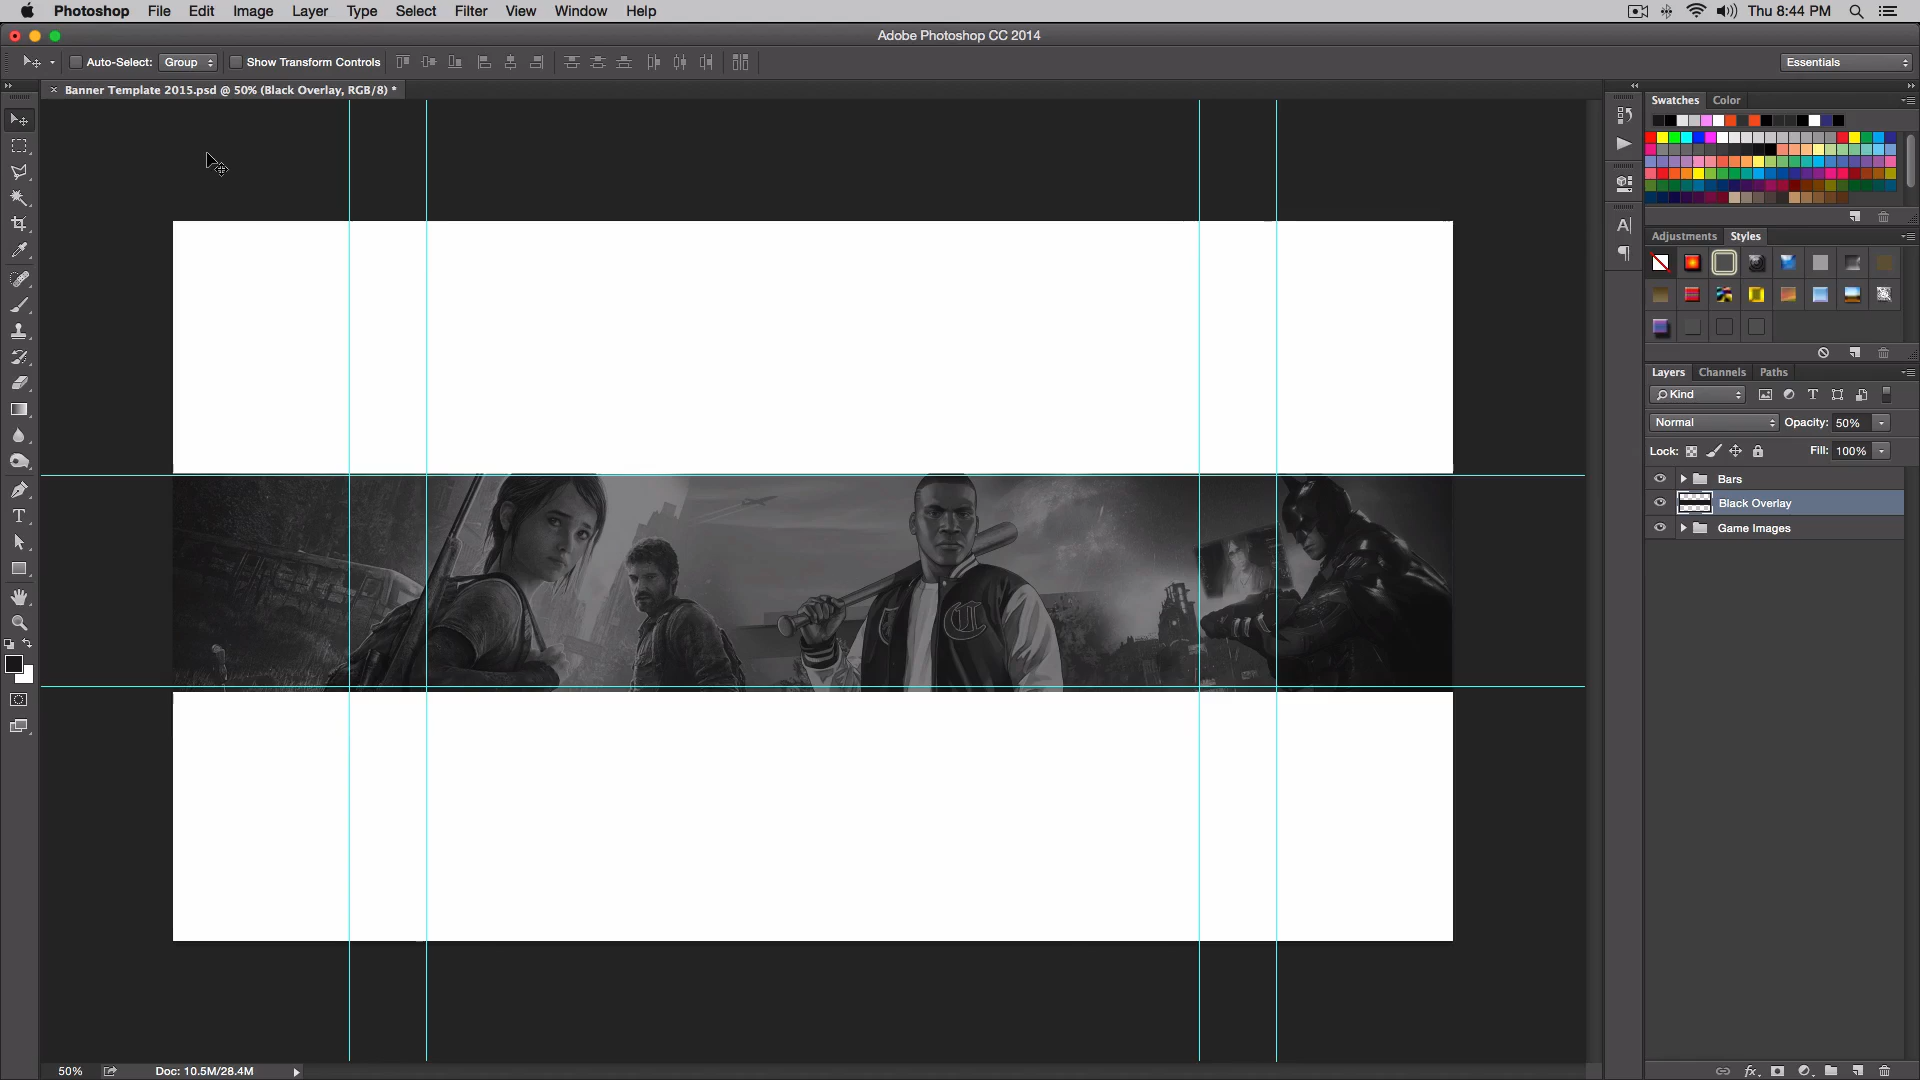 Photoshop File Edit Image Layer Type Select Filter View Window Help Thu 8:44 PM
Adobe Photoshop CC 2014
Auto-Select: Group Show Transform Controls Essentials
× Banner Template 2015.psd @ 50% (Black Overlay, RGB/8) *
Swatches Color
Adjustments Styles
Layers Channels Paths
Kind
Normal Opacity: 50%
Lock: Fill: 100%
Bars
Black Overlay
Game Images
50% Doc: 10.5M/28.4M